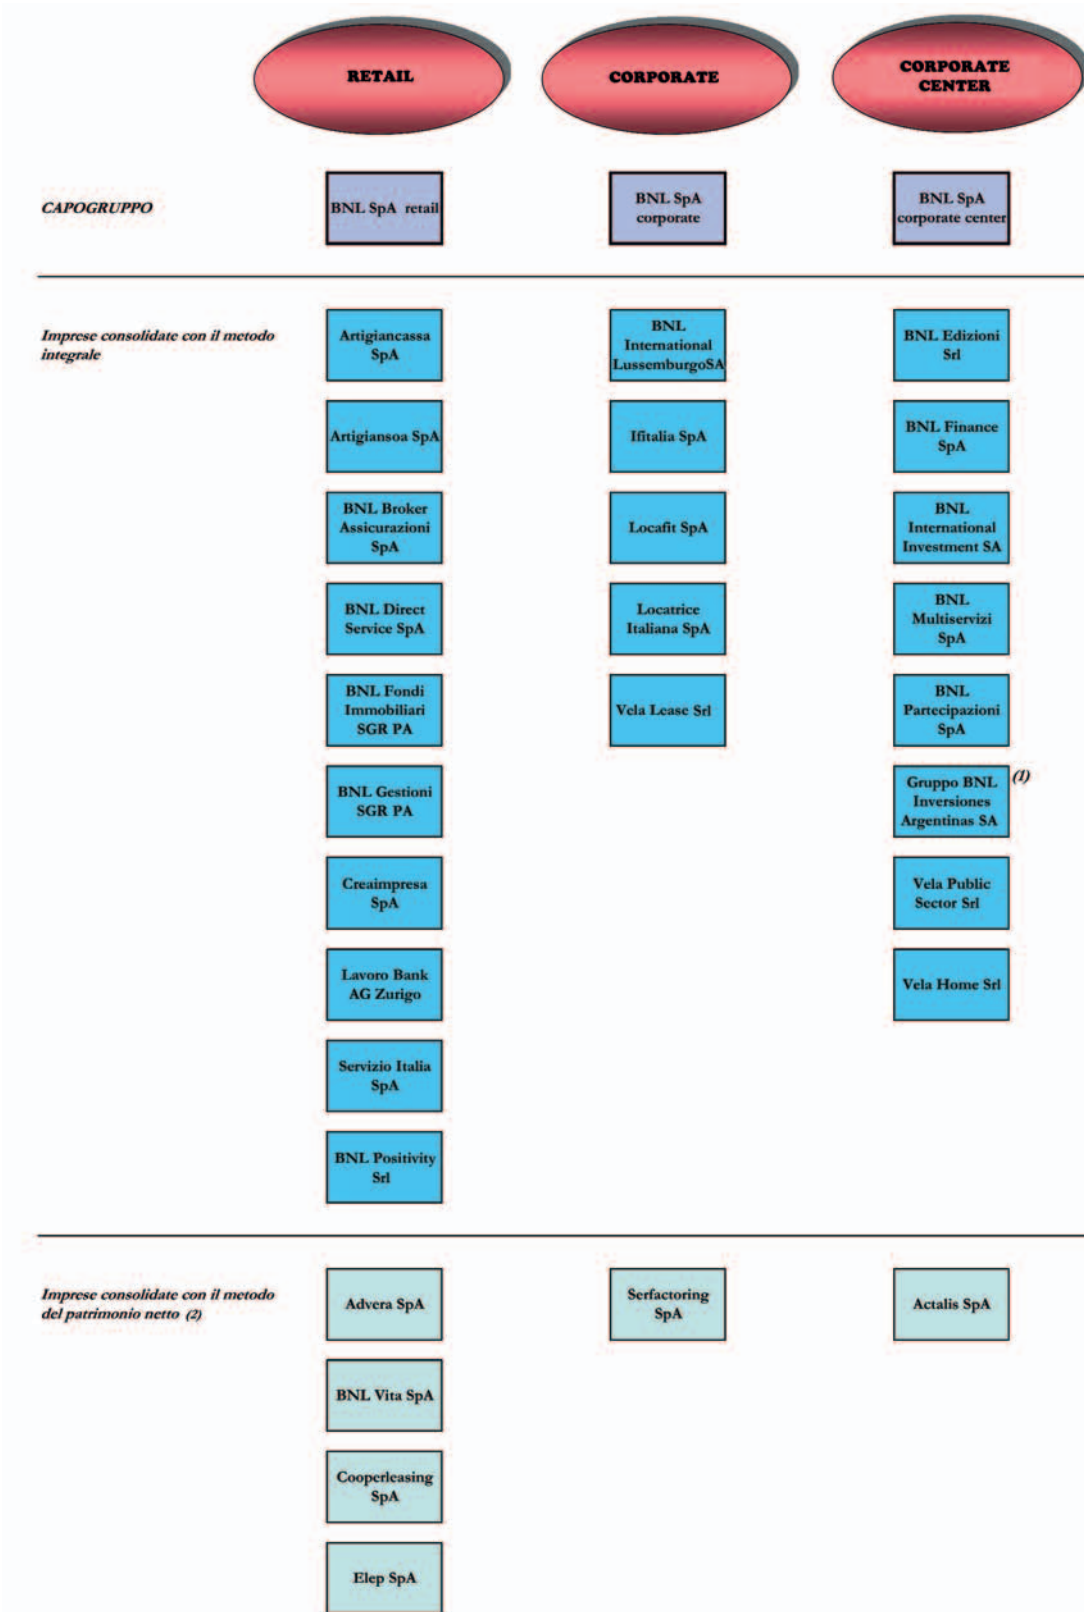 RETAIL
CORPORATE
CORPORATE
CENTER
CAPOGRUPPO
BNL SpA retail
BNL SpA
corporate
BNL SpA
corporate center
Imprese consolidate con il metodo
integrale
Artigiancassa
SpA
BNL
International
LussemburgoSA
BNL Edizioni
Srl
Artigiansoa SpA
Ifitalia SpA
BNL Finance
SpA
BNL Broker
Assicurazioni
SpA
Locafit SpA
BNL
International
Investment SA
BNL Direct
Service SpA
Locatrice
Italiana SpA
BNL
Multiservizi
SpA
BNL Fondi
Immobiliari
SGR PA
Vela Lease Srl
BNL
Partecipazioni
SpA
BNL Gestioni
SGR PA
Gruppo BNL
Inversiones
Argentinas SA
(1)
Creaimpresa
SpA
Vela Public
Sector Srl
Lavoro Bank
AG Zurigo
Vela Home Srl
Servizio Italia
SpA
BNL Positivity
Srl
Imprese consolidate con il metodo
del patrimonio netto (2)
Advera SpA
Serfactoring
SpA
Actalis SpA
BNL Vita SpA
Cooperleasing
SpA
Elep SpA